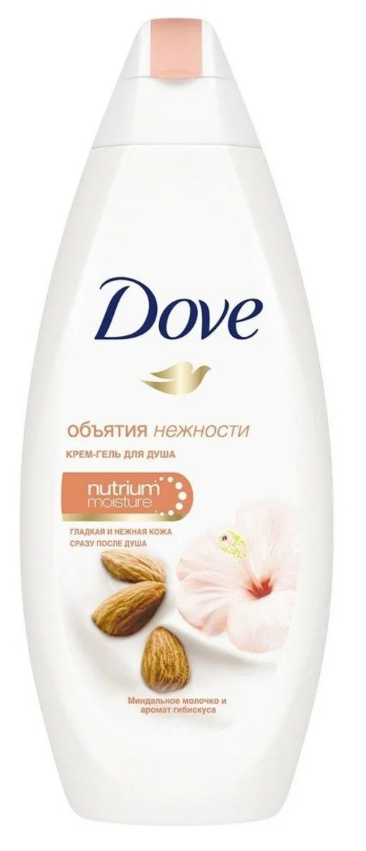 Dove
объятия нежности
КРЕМ-ГЕЛЬ ДЛЯ ДУША
nutrium
moisture
ГЛАДКАЯ И НЕЖНАЯ КОЖА
СРАЗУ ПОСЛЕ ДУША
Миндальное молочко и
аромат гибискуса